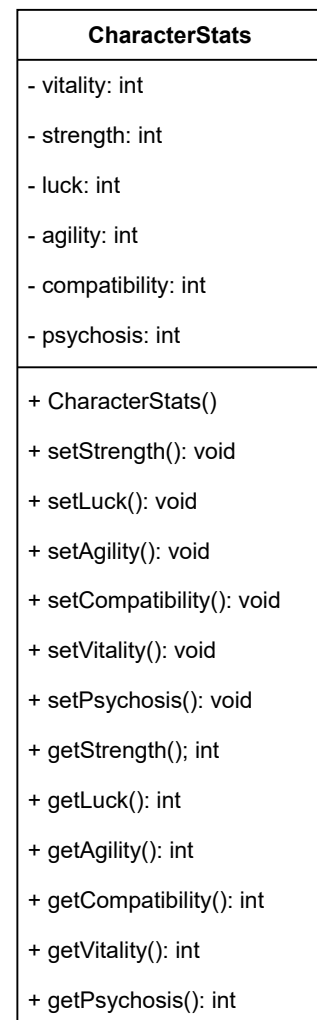 CharacterStats
- vitality: int
- strength: int
- luck: int
- agility: int
- compatibility: int
- psychosis: int
+ CharacterStats()
+ setStrength(): void
+ setLuck(): void
+ setAgility(): void
+ setCompatibility(): void
+ setVitality(): void
+ setPsychosis(): void
+ getStrength(); int
+ getLuck(): int
+ getAgility(): int
+ getCompatibility(): int
+ getVitality(): int
+ getPsychosis(): int